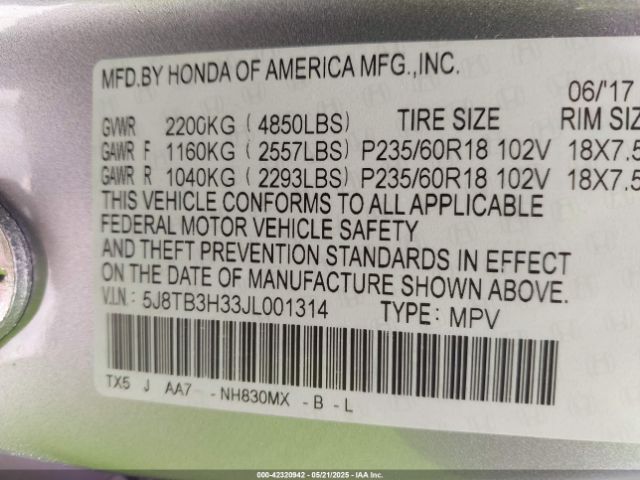 MFD.BY HONDA OF AMERICA MFG.,INC.
06/'17
GVWR 2200KG (4850LBS) TIRE SIZE RIM SIZ
GAWR F 1160KG (2557LBS) P235/60R18 102V 18X7.5
GAWR R 1040KG (2293LBS) P235/60R18 102V 18X7.5
THIS VEHICLE CONFORMS TO ALL APPLICABLE
FEDERAL MOTOR VEHICLE SAFETY
AND THEFT PREVENTION STANDARDS IN EFFECT
ON THE DATE OF MANUFACTURE SHOWN ABOVE.
V.I.N: 5J8TB3H33JL001314 TYPE: MPV
TX5 J AA7 -NH830MX -B -L
000-42320942 - 05/21/2025 - IAAI.CA